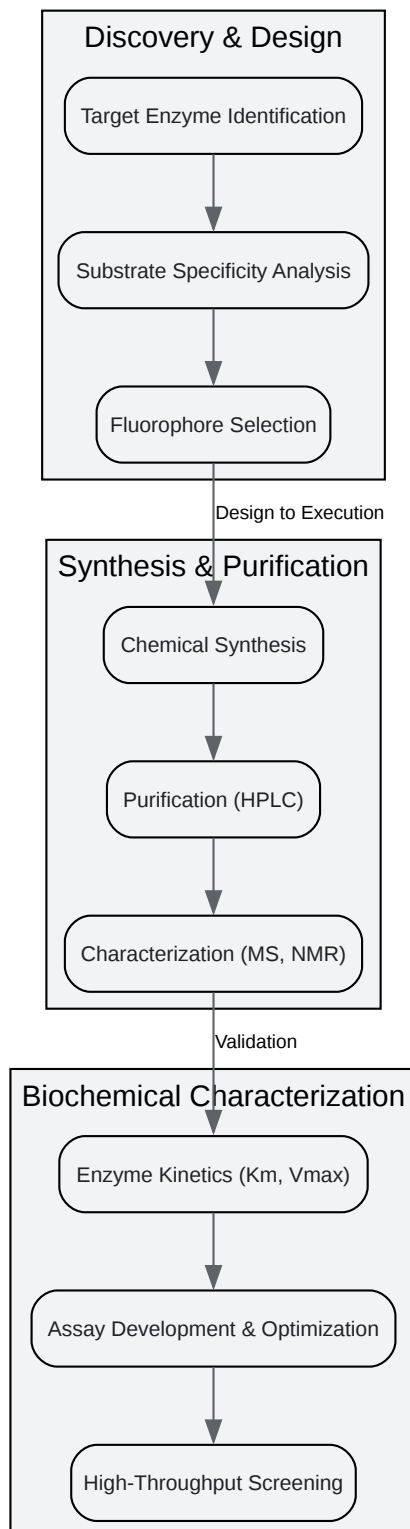 Discovery & Design
Target Enzyme Identification
Substrate Specificity Analysis
Fluorophore Selection
Design to Execution
Synthesis & Purification
Chemical Synthesis
Purification (HPLC)
Characterization (MS, NMR)
Validation
Biochemical Characterization
Enzyme Kinetics (Km, Vmax)
Assay Development & Optimization
High-Throughput Screening